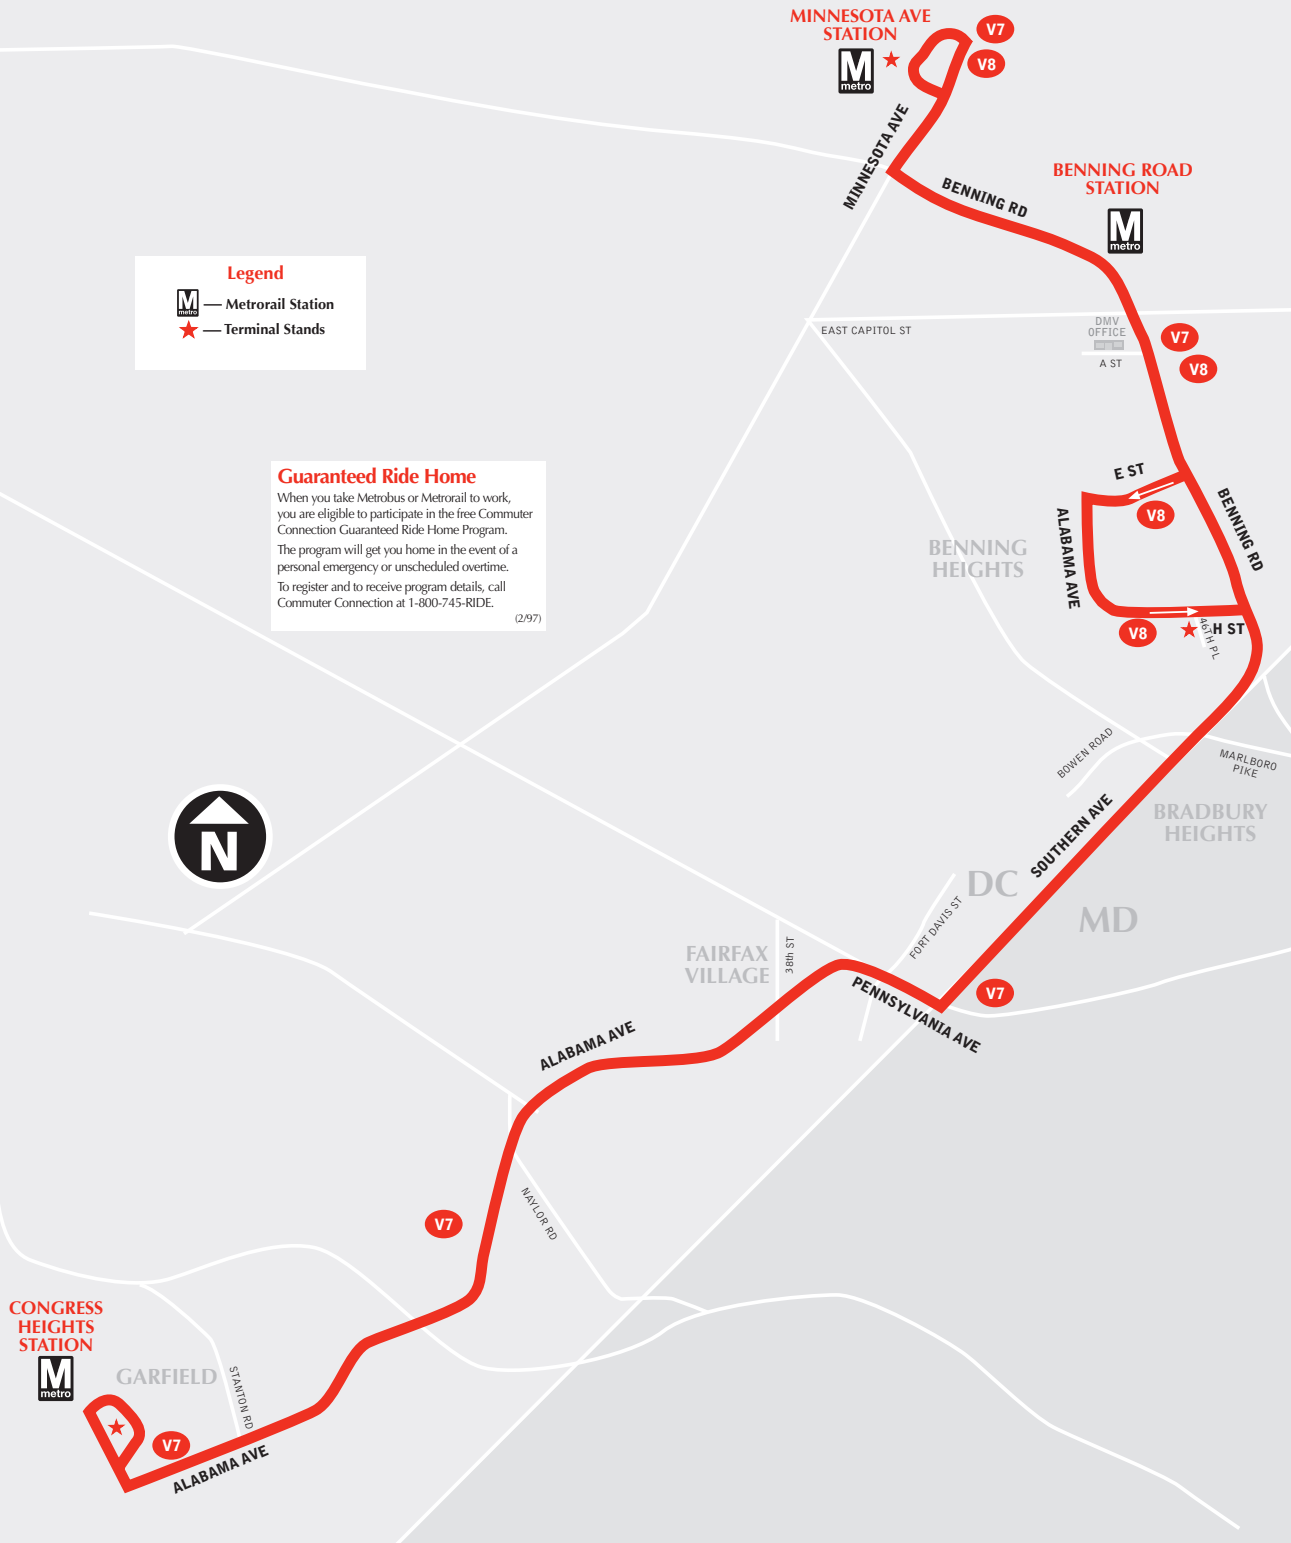 MINNESOTA AVE
STATION
M
metro
V7
V8
MINNESOTA AVE
BENNING RD
BENNING ROAD
STATION
M
metro
Legend
M
metro
— Metrorail Station
— Terminal Stands
EAST CAPITOL ST
DMV
OFFICE
A ST
V7
V8
Guaranteed Ride Home
When you take Metrobus or Metrorail to work,
you are eligible to participate in the free Commuter
Connection Guaranteed Ride Home Program.
The program will get you home in the event of a
personal emergency or unscheduled overtime.
To register and to receive program details, call
Commuter Connection at 1-800-745-RIDE.
(2/97)
E ST
V8
BENNING RD
ALABAMA AVE
BENNING
HEIGHTS
V8
H ST
46TH PL
BOWEN ROAD
MARLBORO
PIKE
BRADBURY
HEIGHTS
SOUTHERN AVE
N
DC
MD
FORT DAVIS ST
FAIRFAX
VILLAGE
38th ST
PENNSYLVANIA AVE
V7
ALABAMA AVE
NAYLOR RD
V7
CONGRESS
HEIGHTS
STATION
M
metro
GARFIELD
STANTON RD
V7
ALABAMA AVE